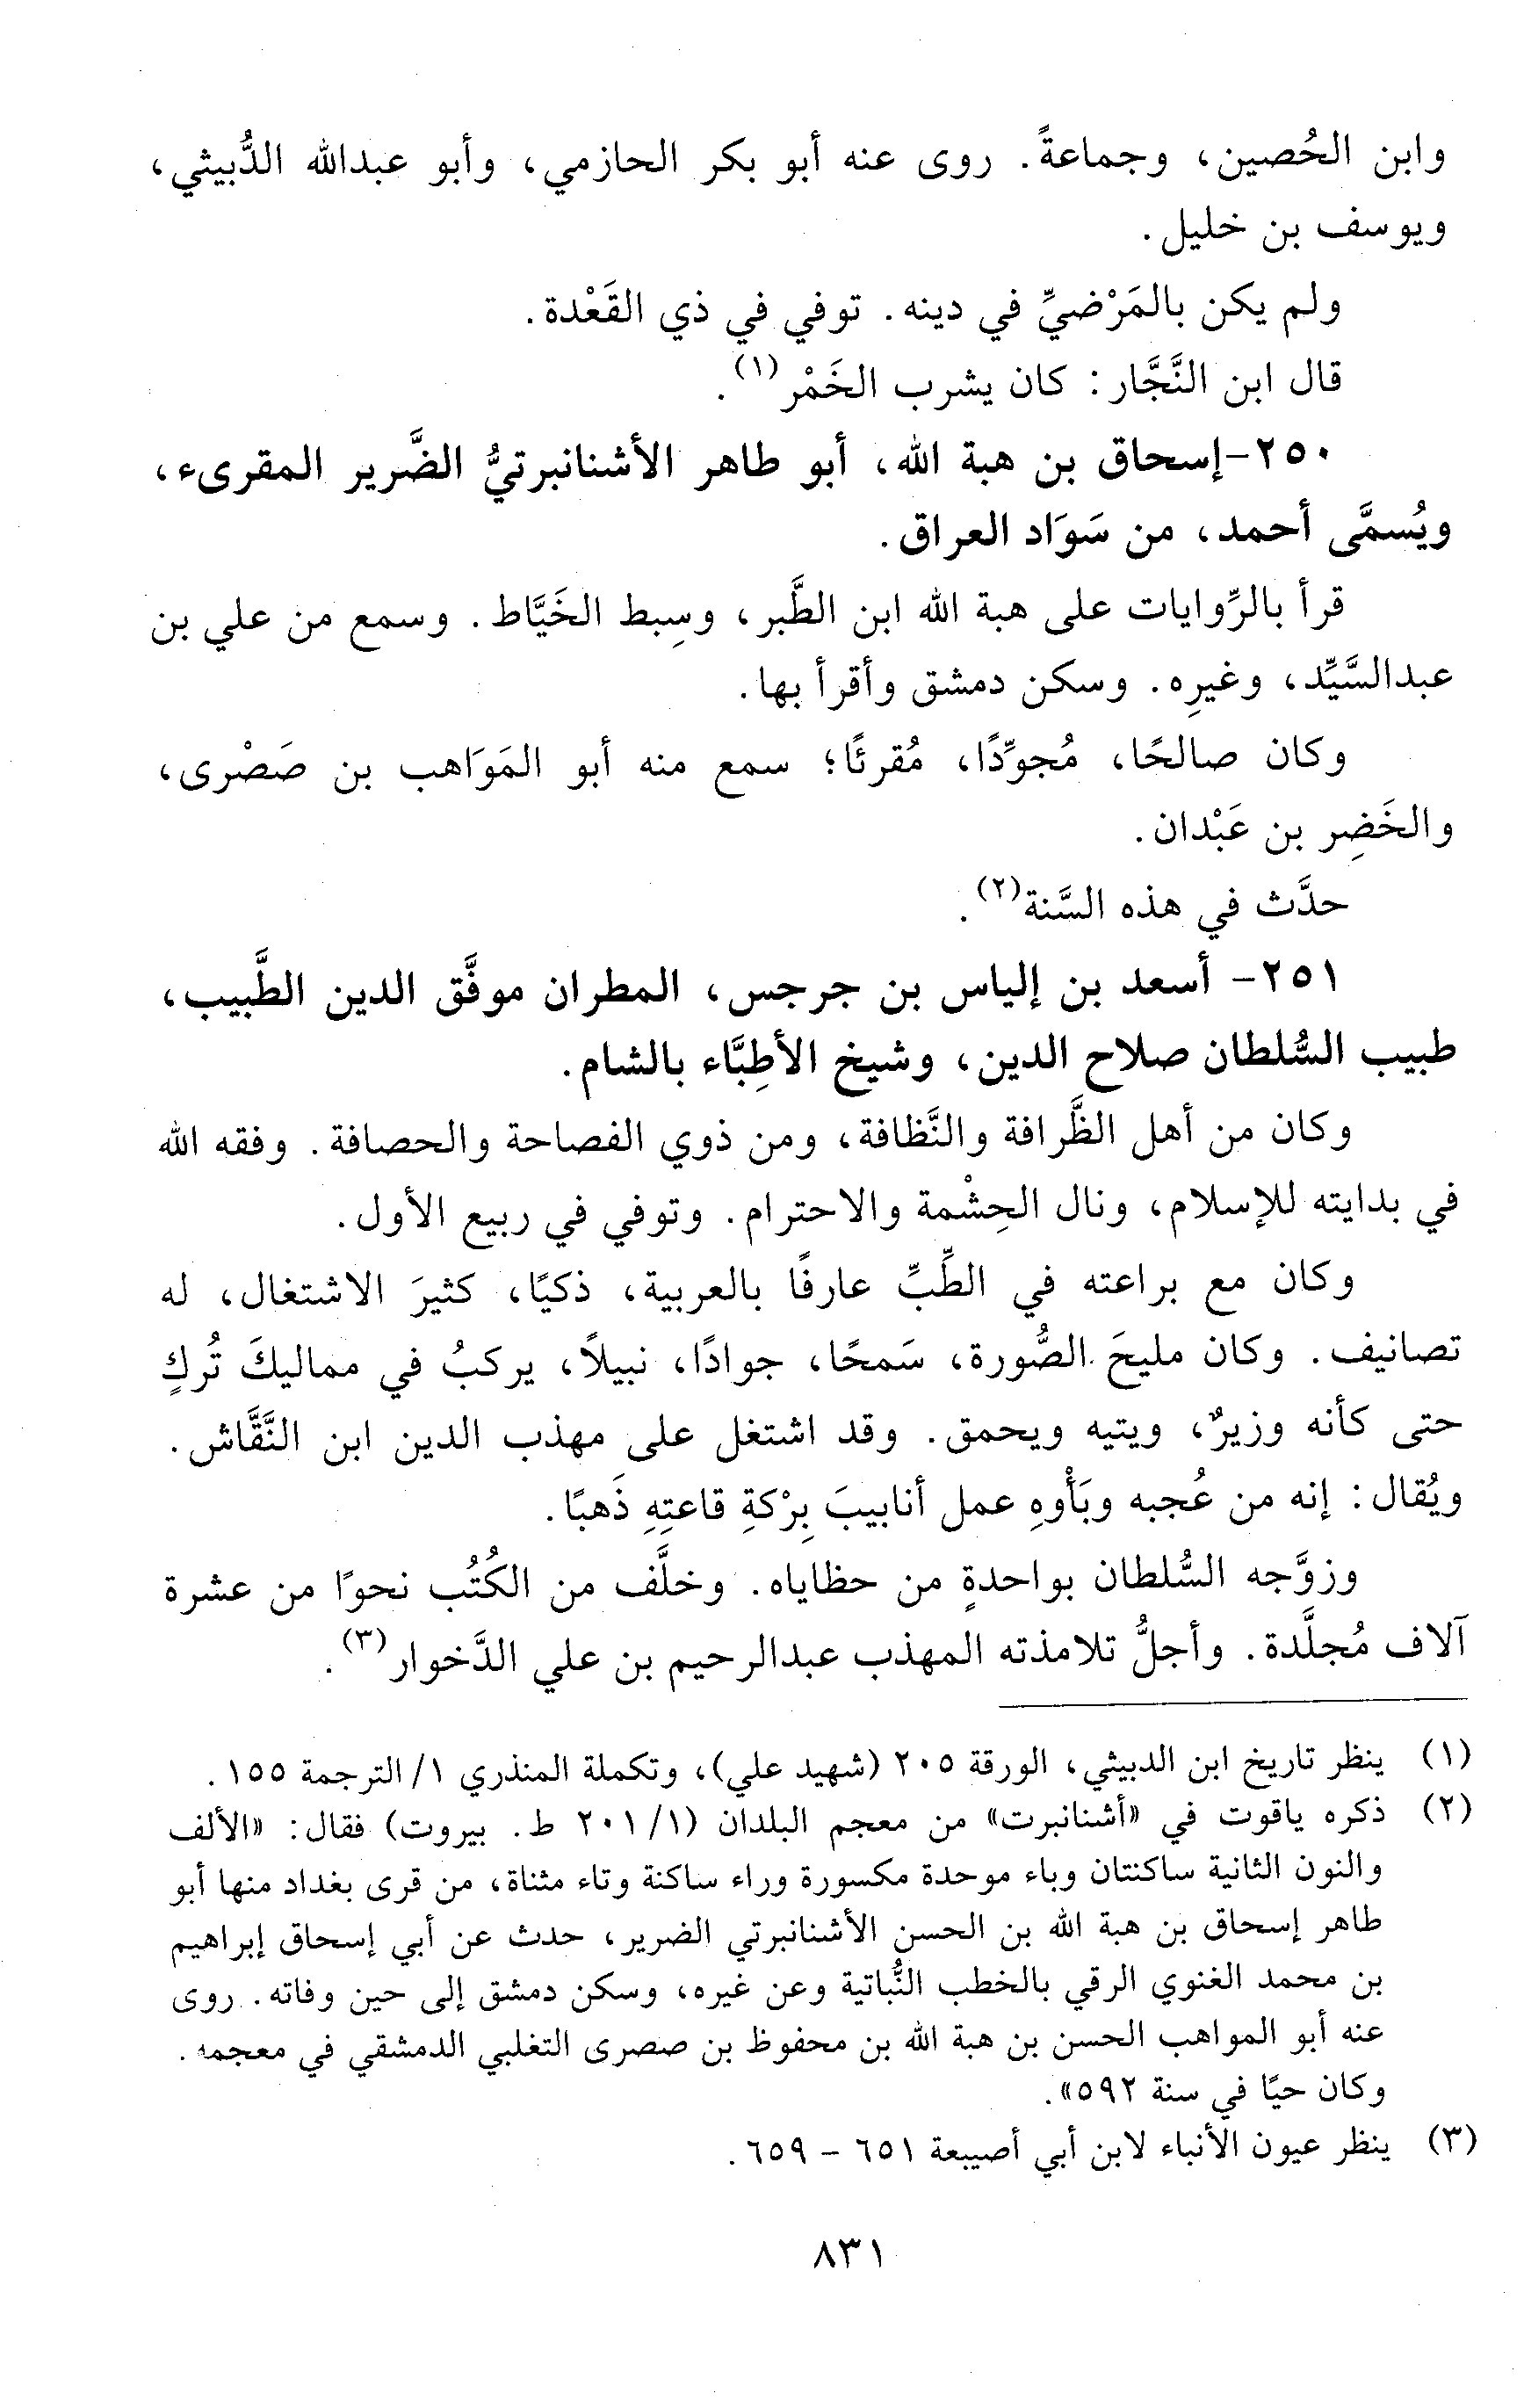 وابن الحُصين، وجماعةً. روى عنه أبو بكر الحازمي، وأبو عبدالله الدُّبيثي،
ويوسف بن خليل.
ولم يكن بالمَرْضيِّ في دينه. توفي في ذي القَعْدة.
قال ابن النَّجَّار: كان يشرب الخَمْر(١).
٢٥٠-إسحاق بن هبة الله، أبو طاهر الأشنانبرتيُّ الضَّرير المقرىء،
ويُسمَّى أحمد، من سَوَاد العراق.
قرأ بالرِّوايات على هبة الله ابن الطَّبر، وسِبط الخَيَّاط. وسمع من علي بن
عبدالسَّيِّد، وغيرِه. وسكن دمشق وأقرأ بها.
وكان صالحًا، مُجوِّدًا، مُقرئًا؛ سمع منه أبو المَوَاهب بن صَصْرى،
والخَضِر بن عَبْدان.
حدَّث في هذه السَّنة(٢).
٢٥١- أسعد بن إلياس بن جرجس، المطران موفَّق الدين الطَّبيب،
طبيب السُّلطان صلاح الدين، وشيخ الأطِبَّاء بالشام.
وكان من أهل الظَّرافة والنَّظافة، ومن ذوي الفصاحة والحصافة. وفقه الله
في بدايته للإسلام، ونال الحِشْمة والاحترام. وتوفي في ربيع الأول.
وكان مع براعته في الطِّبِّ عارفًا بالعربية، ذكيًا، كثيرَ الاشتغال، له
تصانيف. وكان مليحَ الصُّورة، سَمحًا، جوادًا، نبيلاً، يركبُ في مماليكَ تُركٍ
حتى كأنه وزيرٌ، ويتيه ويحمق. وقد اشتغل على مهذب الدين ابن النَّقَّاش.
ويُقال: إنه من عُجبه وبَأْوِهِ عمل أنابيبَ بِرْكةِ قاعتِهِ ذَهبًا.
وزوَّجه السُّلطان بواحدةٍ من حظاياه. وخلَّف من الكُتُب نحوًا من عشرة
آلاف مُجلَّدة. وأجلُّ تلامذته المهذب عبدالرحيم بن علي الدَّخوار(٣).
(١) ينظر تاريخ ابن الدبيثي، الورقة ٢٠٥ (شهيد علي)، وتكملة المنذري ١/ الترجمة ١٥٥.
(٢) ذكره ياقوت في «أشنانبرت» من معجم البلدان (٢٠١/١ ط. بيروت) فقال: «الألف
والنون الثانية ساكنتان وباء موحدة مكسورة وراء ساكنة وتاء مثناة، من قرى بغداد منها أبو
طاهر إسحاق بن هبة الله بن الحسن الأشنانبرتي الضرير، حدث عن أبي إسحاق إبراهيم
بن محمد الغنوي الرقي بالخطب النُّباتية وعن غيره، وسكن دمشق إلى حين وفاته. روى
عنه أبو المواهب الحسن بن هبة الله بن محفوظ بن صصرى التغلبي الدمشقي في معجمه.
وكان حيًا في سنة ٥٩٢».
(٣) ينظر عيون الأنباء لابن أبي أصيبعة ٦٥١ - ٦٥٩.
٨٣١